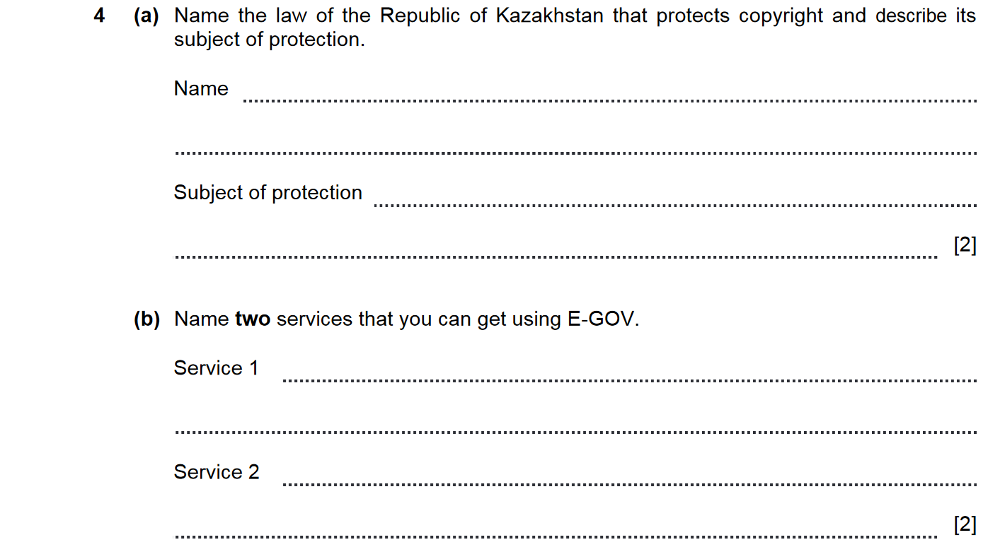 4 (a) Name the law of the Republic of Kazakhstan that protects copyright and describe its
subject of protection.
Name
Subject of protection
[2]
(b) Name two services that you can get using E-GOV.
Service 1
Service 2
[2]